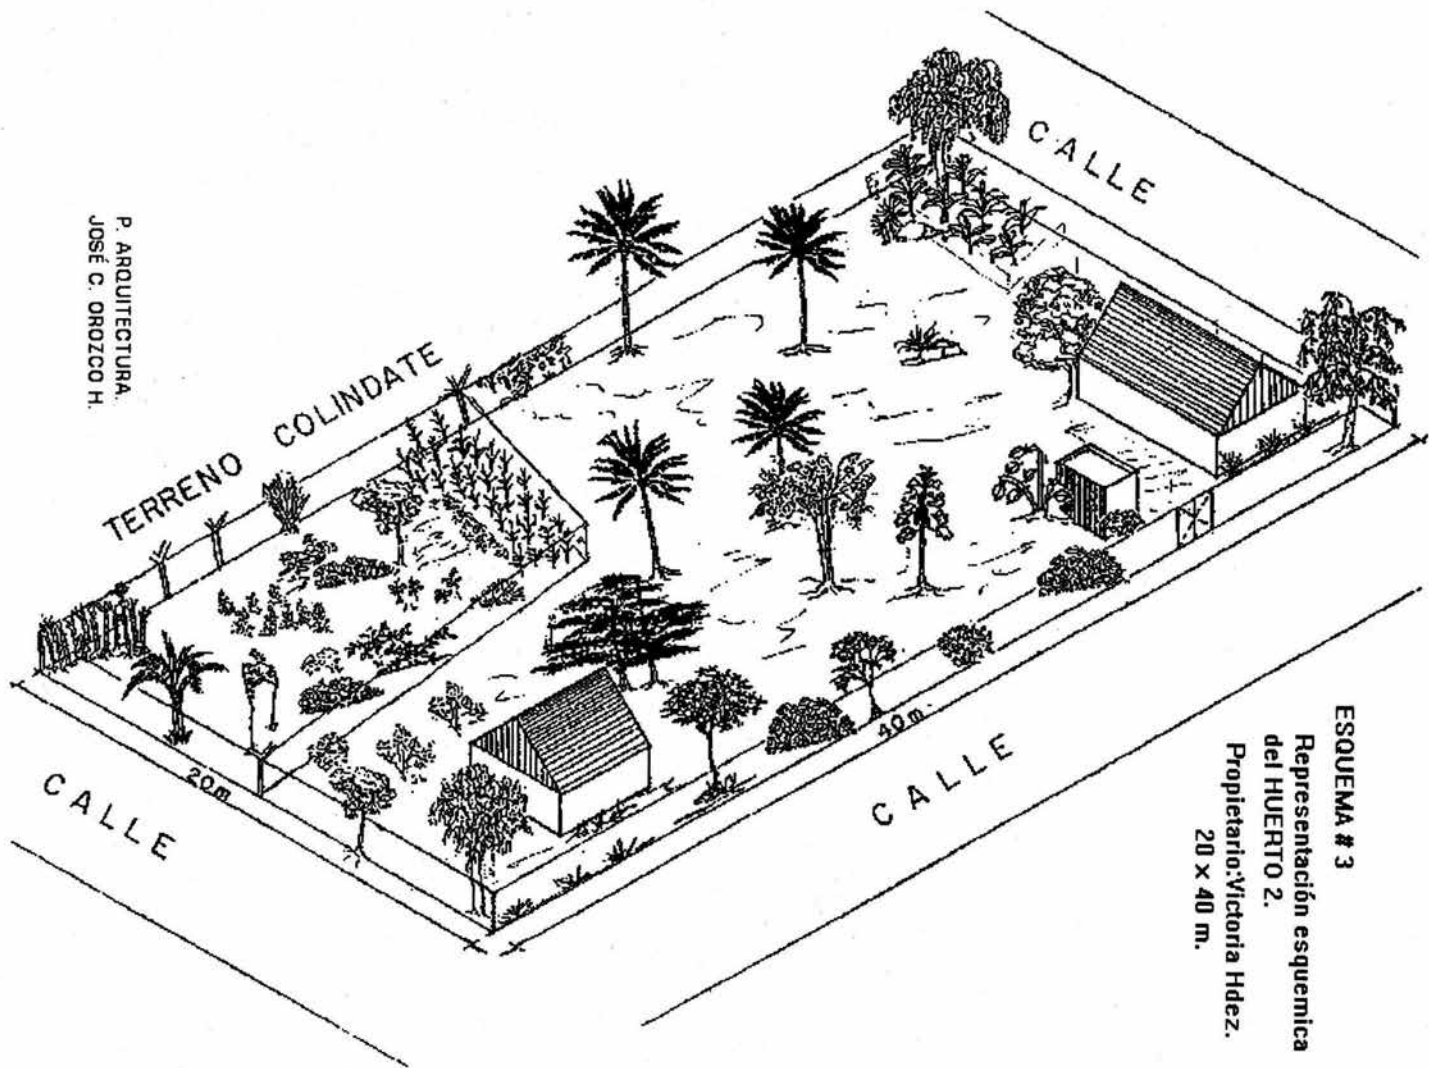 ESQUEMA # 3
Representación esquemica
del HUERTO 2.
Propietario:Victoria Hdez.
20 x 40 m.
CALLE
TERRENO COLINDATE
P. ARQUITECTURA.
JOSÉ C. OROZCO H.
40m.
CALLE
20m
CALLE